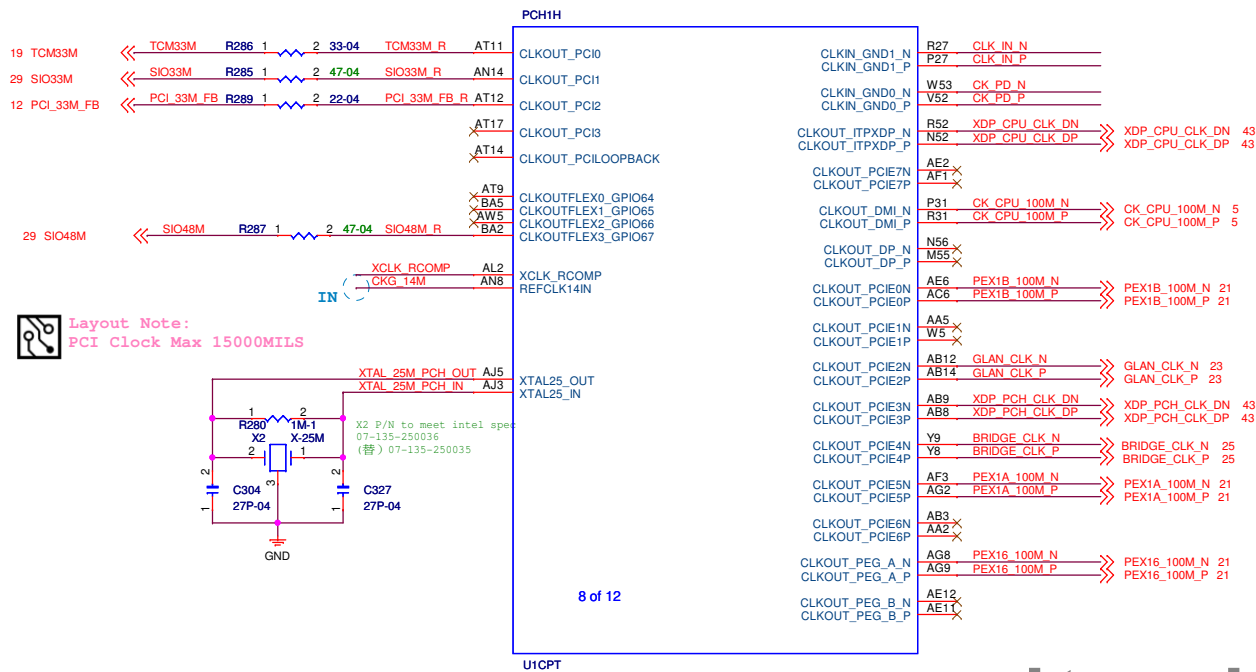 PCH1H
19 TCM33M TCM33M R286 1 2 33-04 TCM33M_R AT11 CLKOUT_PCI0
29 SIO33M SIO33M R285 1 2 47-04 SIO33M_R AN14 CLKOUT_PCI1
12 PCI_33M_FB PCI_33M_FB R289 1 2 22-04 PCI_33M_FB_R AT12 CLKOUT_PCI2
AT17 CLKOUT_PCI3
AT14 CLKOUT_PCILOOPBACK
AT9 CLKOUTFLEX0_GPIO64
BA5 CLKOUTFLEX1_GPIO65
AW5 CLKOUTFLEX2_GPIO66
29 SIO48M SIO48M R287 1 2 47-04 SIO48M_R BA2 CLKOUTFLEX3_GPIO67
XCLK_RCOMP AL2 XCLK_RCOMP
CKG_14M AN8 REFCLK14IN
IN
Layout Note:
PCI Clock Max 15000MILS
XTAL_25M_PCH_OUT AJ5 XTAL25_OUT
XTAL_25M_PCH_IN AJ3 XTAL25_IN
1 2
R280 1M-1
X2 X-25M
2 1
3
X2 P/N to meet intel spec
07-135-250036
(替) 07-135-250035
2 C304 1
27P-04
2 C327 1
27P-04
GND
CLKIN_GND1_N R27 CLK_IN_N
CLKIN_GND1_P P27 CLK_IN_P
CLKIN_GND0_N W53 CK_PD_N
CLKIN_GND0_P V52 CK_PD_P
CLKOUT_ITPXDP_N R52 XDP_CPU_CLK_DN XDP_CPU_CLK_DN 43
CLKOUT_ITPXDP_P N52 XDP_CPU_CLK_DP XDP_CPU_CLK_DP 43
CLKOUT_PCIE7N AE2
CLKOUT_PCIE7P AF1
CLKOUT_DMI_N P31 CK_CPU_100M_N CK_CPU_100M_N 5
CLKOUT_DMI_P R31 CK_CPU_100M_P CK_CPU_100M_P 5
CLKOUT_DP_N N56
CLKOUT_DP_P M55
CLKOUT_PCIE0N AE6 PEX1B_100M_N PEX1B_100M_N 21
CLKOUT_PCIE0P AC6 PEX1B_100M_P PEX1B_100M_P 21
CLKOUT_PCIE1N AA5
CLKOUT_PCIE1P W5
CLKOUT_PCIE2N AB12 GLAN_CLK_N GLAN_CLK_N 23
CLKOUT_PCIE2P AB14 GLAN_CLK_P GLAN_CLK_P 23
CLKOUT_PCIE3N AB9 XDP_PCH_CLK_DN XDP_PCH_CLK_DN 43
CLKOUT_PCIE3P AB8 XDP_PCH_CLK_DP XDP_PCH_CLK_DP 43
CLKOUT_PCIE4N Y9 BRIDGE_CLK_N BRIDGE_CLK_N 25
CLKOUT_PCIE4P Y8 BRIDGE_CLK_P BRIDGE_CLK_P 25
CLKOUT_PCIE5N AF3 PEX1A_100M_N PEX1A_100M_N 21
CLKOUT_PCIE5P AG2 PEX1A_100M_P PEX1A_100M_P 21
CLKOUT_PCIE6N AB3
CLKOUT_PCIE6P AA2
CLKOUT_PEG_A_N AG8 PEX16_100M_N PEX16_100M_N 21
CLKOUT_PEG_A_P AG9 PEX16_100M_P PEX16_100M_P 21
CLKOUT_PEG_B_N AE12
CLKOUT_PEG_B_P AE11
8 of 12
U1CPT